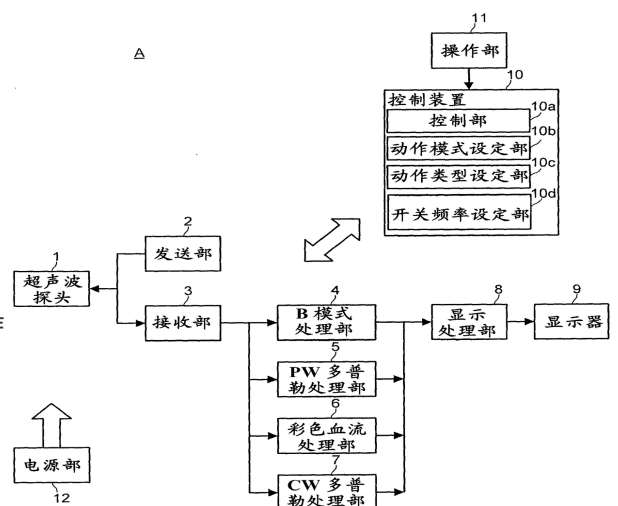 A
11
操作部
10
控制装置
控制部
10a
动作模式设定部
10b
动作类型设定部
10c
开关频率设定部
10d
2
发送部
1
超声波
探头
3
接收部
4
B 模式
处理部
5
PW 多普
勒处理部
6
彩色血流
处理部
7
CW 多普
勒处理部
8
显示
处理部
9
显示器
E
电源部
12